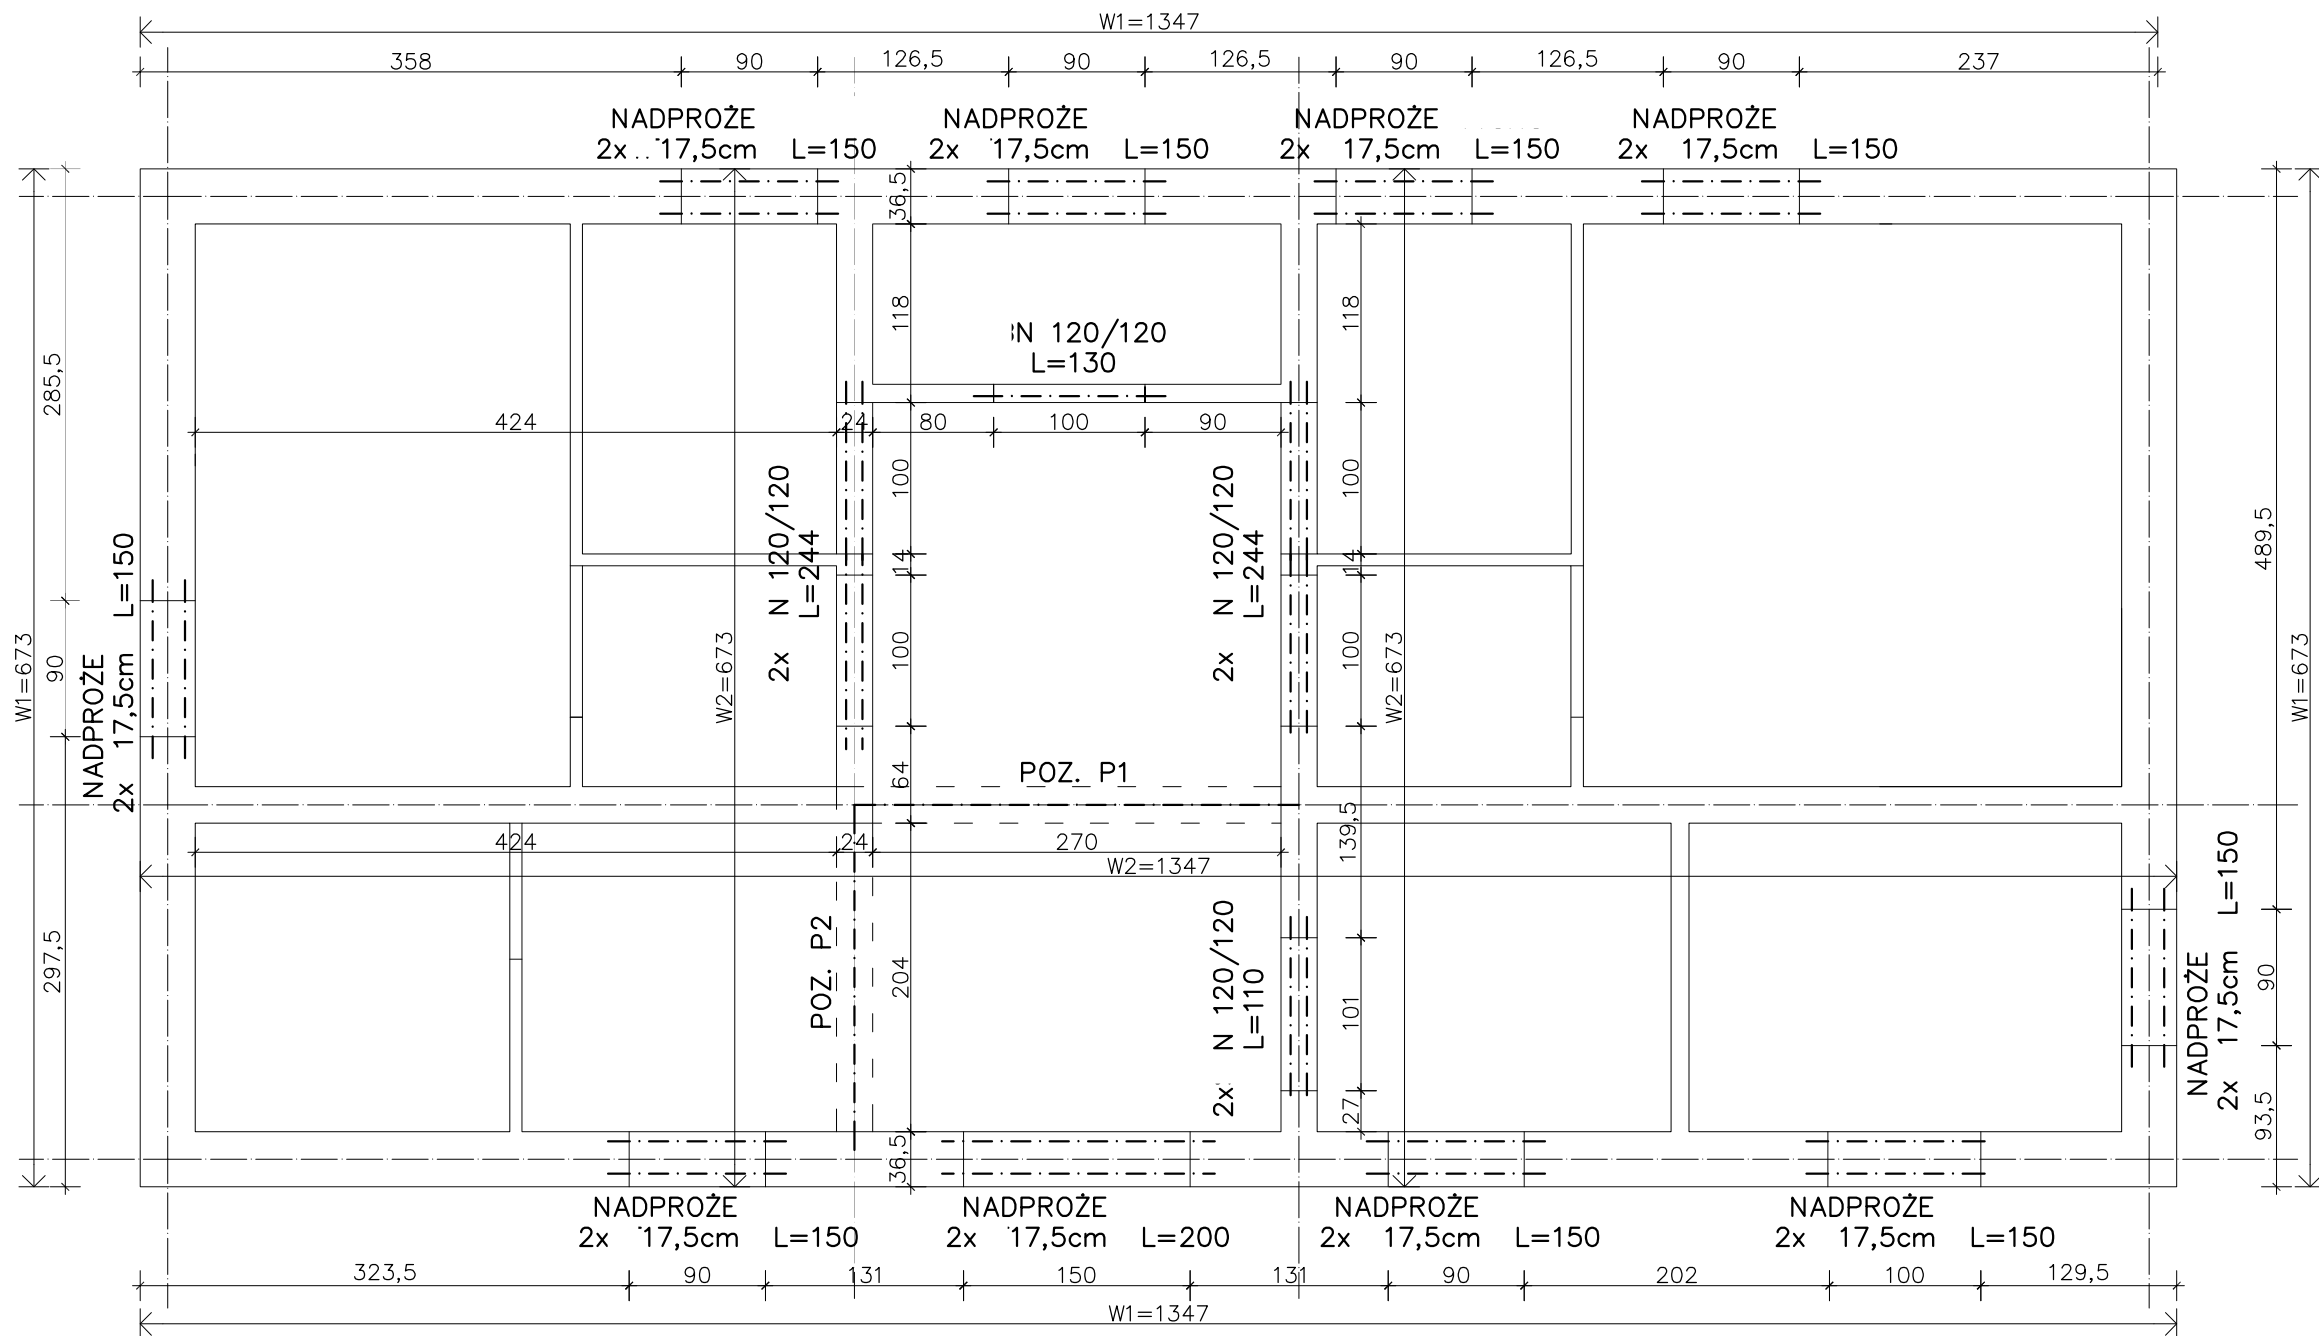 W1=1347
358 90 126,5 90 126,5 90 126,5 90 237
NADPROŻE
2x 17,5cm L=150
NADPROŻE
2x 17,5cm L=150
NADPROŻE
2x 17,5cm L=150
NADPROŻE
2x 17,5cm L=150
36,5
118
118
N 120/120
L=130
285,5
424 24 80 100 90
100
100
2x N 120/120
L=244
2x N 120/120
L=244
489,5
14
14
NADPROŻE
2x 17,5cm L=150
W1=673
90
W2=673
100
100
W2=673
W1=673
POZ. P1
64
139,5
424 24 270
W2=1347
297,5
POZ. P2
204
2x N 120/120
L=110
101
27
NADPROŻE
2x 17,5cm L=150
90
93,5
36,5
NADPROŻE
2x 17,5cm L=150
NADPROŻE
2x 17,5cm L=200
NADPROŻE
2x 17,5cm L=150
NADPROŻE
2x 17,5cm L=150
323,5 90 131 150 131 90 202 100 129,5
W1=1347